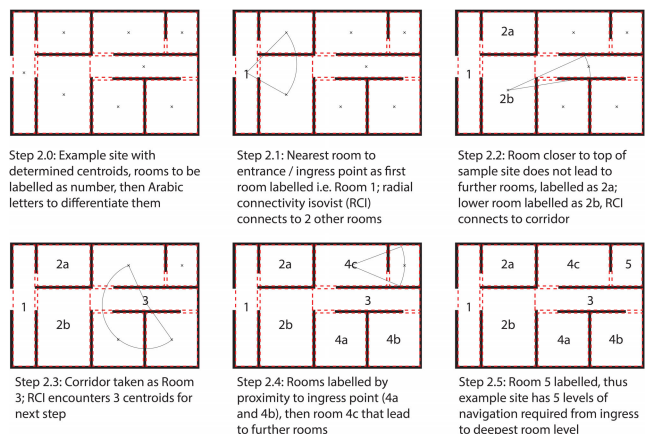 1
2a
1
2b
Step 2.0: Example site with
determined centroids, rooms to be
labelled as number, then Arabic
letters to differentiate them
Step 2.1: Nearest room to
entrance / ingress point as first
room labelled i.e. Room 1; radial
connectivity isovist (RCI)
connects to 2 other rooms
Step 2.2: Room closer to top of
sample site does not lead to
further rooms, labelled as 2a;
lower room labelled as 2b, RCI
connects to corridor
2a
1
3
2b
2a
4c
1
3
2b
4a
4b
2a
4c
5
1
3
2b
4a
4b
Step 2.3: Corridor taken as Room
3; RCI encounters 3 centroids for
next step
Step 2.4: Rooms labelled by
proximity to ingress point (4a
and 4b), then room 4c that lead
to further rooms
Step 2.5: Room 5 labelled, thus
example site has 5 levels of
navigation required from ingress
to deepest room level